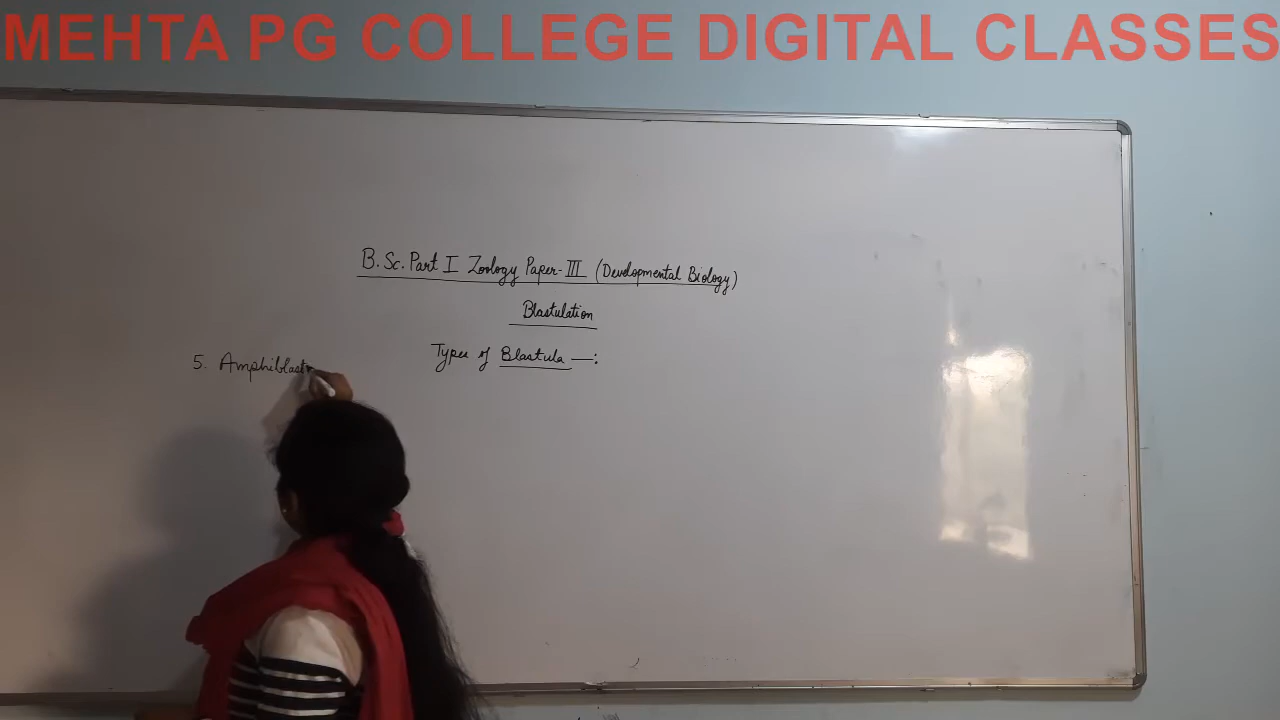 MEHTA PG COLLEGE DIGITAL CLASSES
B.Sc. Part I Zoology Paper-III (Developmental Biology)
Blastulation
Types of Blastula —:
5. Amphiblast